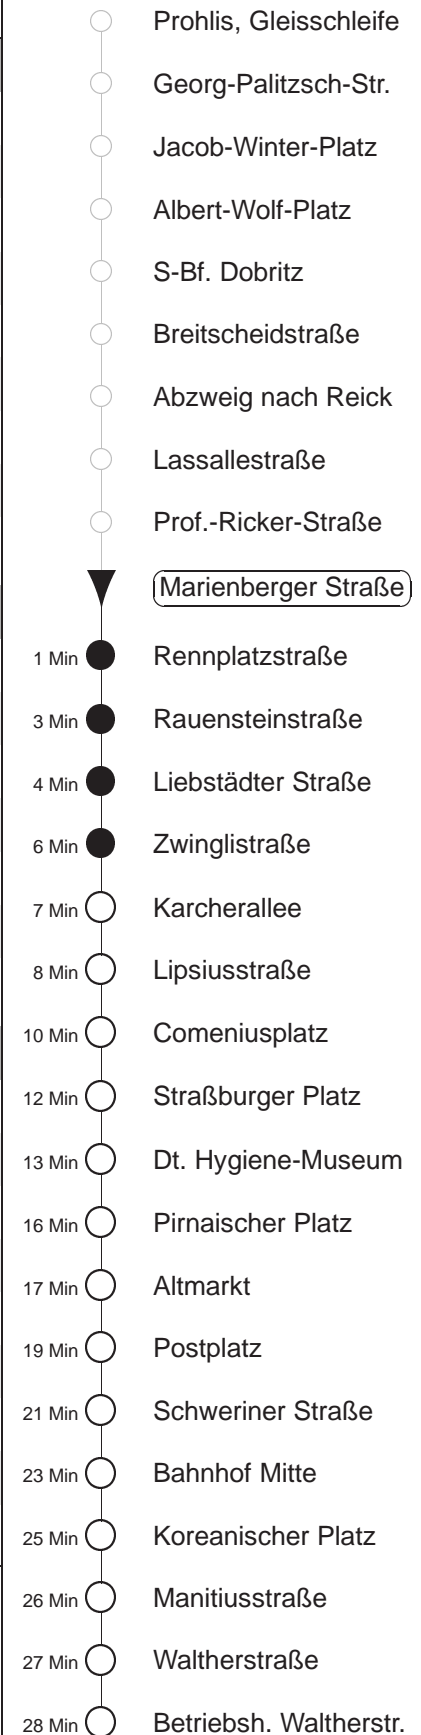 Prohlis, Gleisschleife
Georg-Palitzsch-Str.
Jacob-Winter-Platz
Albert-Wolf-Platz
S-Bf. Dobritz
Breitscheidstraße
Abzweig nach Reick
Lassallestraße
Prof.-Ricker-Straße
Marienberger Straße
1 Min Rennplatzstraße
3 Min Rauensteinstraße
4 Min Liebstädter Straße
6 Min Zwinglistraße
7 Min Karcherallee
8 Min Lipsiusstraße
10 Min Comeniusplatz
12 Min Straßburger Platz
13 Min Dt. Hygiene-Museum
16 Min Pirnaischer Platz
17 Min Altmarkt
19 Min Postplatz
21 Min Schweriner Straße
23 Min Bahnhof Mitte
25 Min Koreanischer Platz
26 Min Manitiusstraße
27 Min Waltherstraße
28 Min Betriebsh. Waltherstr.